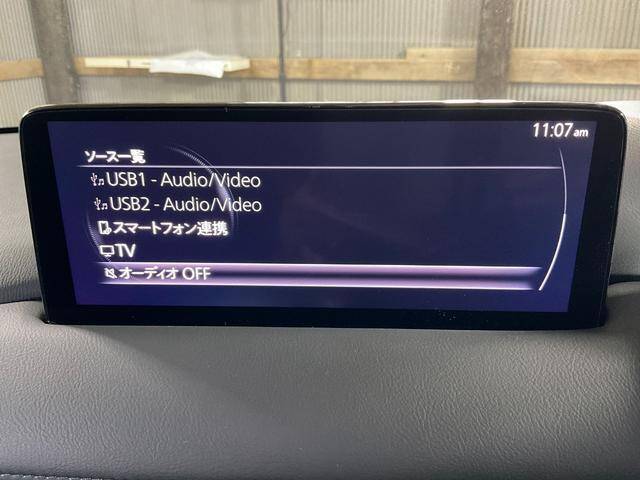 11:07am
ソース一覧
USB1 - Audio/Video
USB2 - Audio/Video
スマートフォン連携
TV
オーディオ OFF